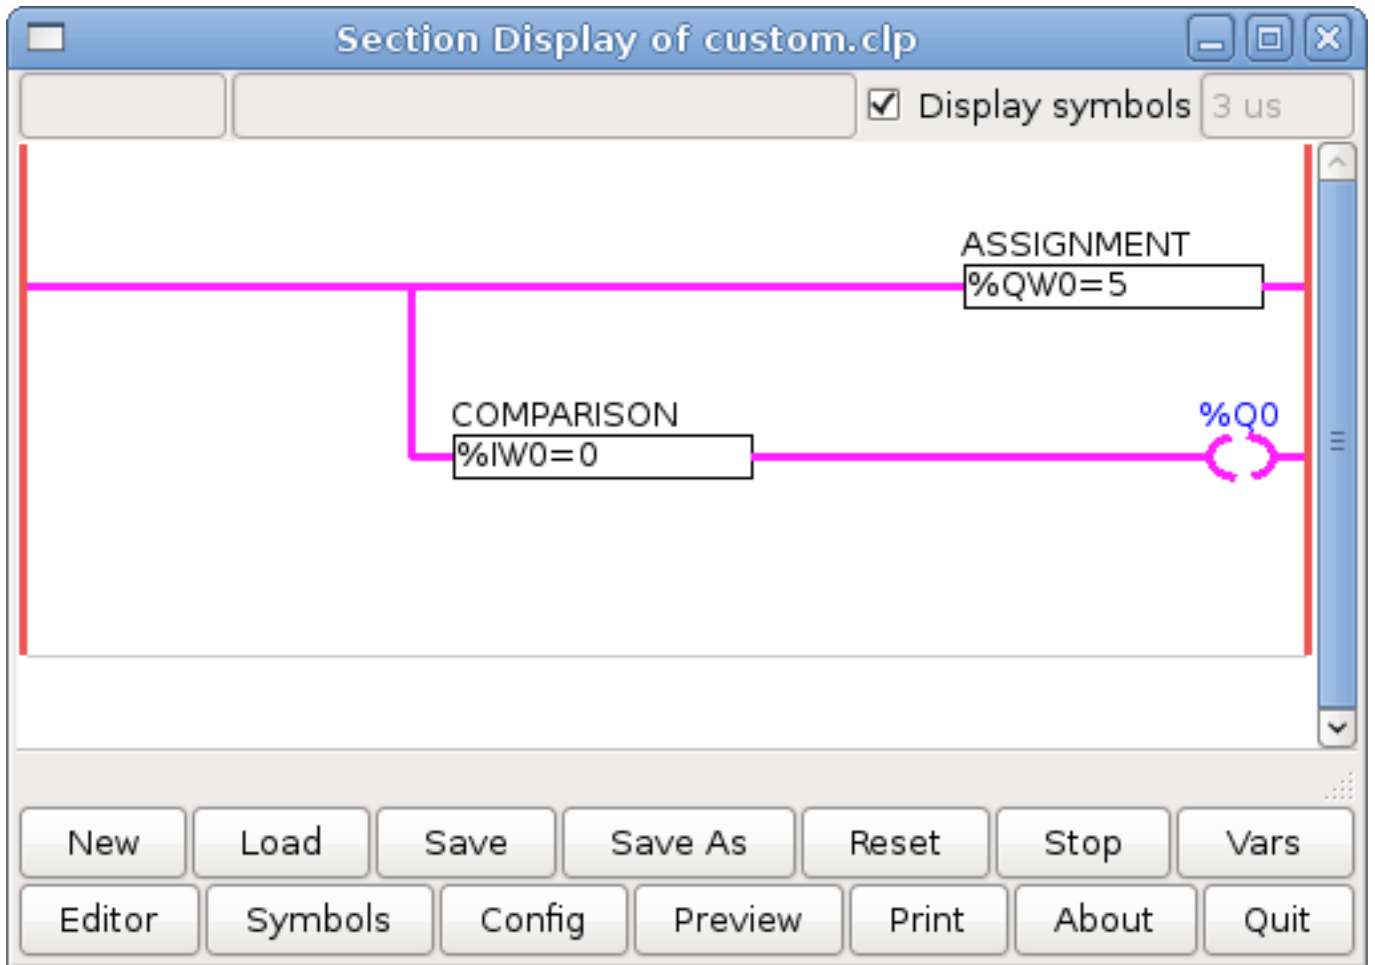 Section Display of custom.clp
Display symbols 3 us
ASSIGNMENT
%QW0=5
COMPARISON
%Q0
%IW0=0
New Load Save Save As Reset Stop Vars
Editor Symbols Config Preview Print About Quit